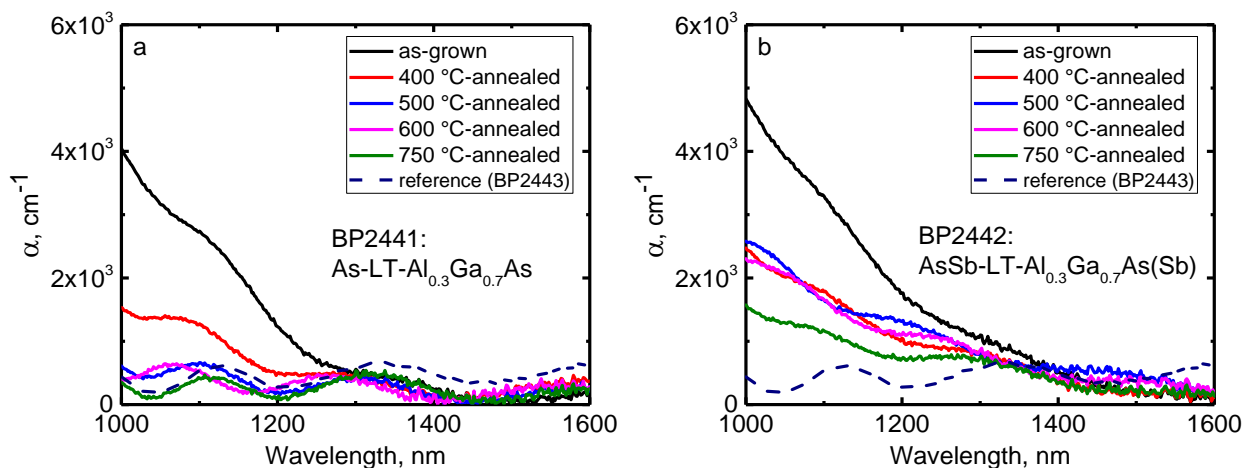 6x10³
a
as-grown
400 °C-annealed
500 °C-annealed
600 °C-annealed
750 °C-annealed
reference (BP2443)
4x10³
α, cm⁻¹
BP2441:
As-LT-Al₀.₃Ga₀.₇As
2x10³
0
1000 1200 1400 1600
Wavelength, nm
6x10³
b
as-grown
400 °C-annealed
500 °C-annealed
600 °C-annealed
750 °C-annealed
reference (BP2443)
4x10³
α, cm⁻¹
BP2442:
AsSb-LT-Al₀.₃Ga₀.₇As(Sb)
2x10³
0
1000 1200 1400 1600
Wavelength, nm